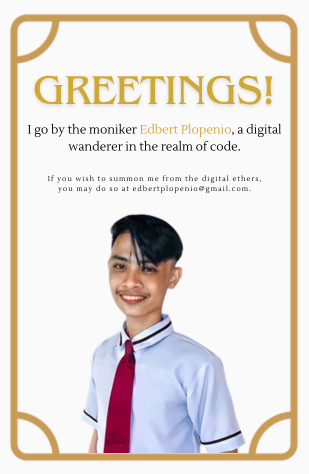 GREETINGS!
I go by the moniker Edbert Plopenio, a digital
wanderer in the realm of code.
If you wish to summon me from the digital ethers,
you may do so at edbertplopenio@gmail.com.